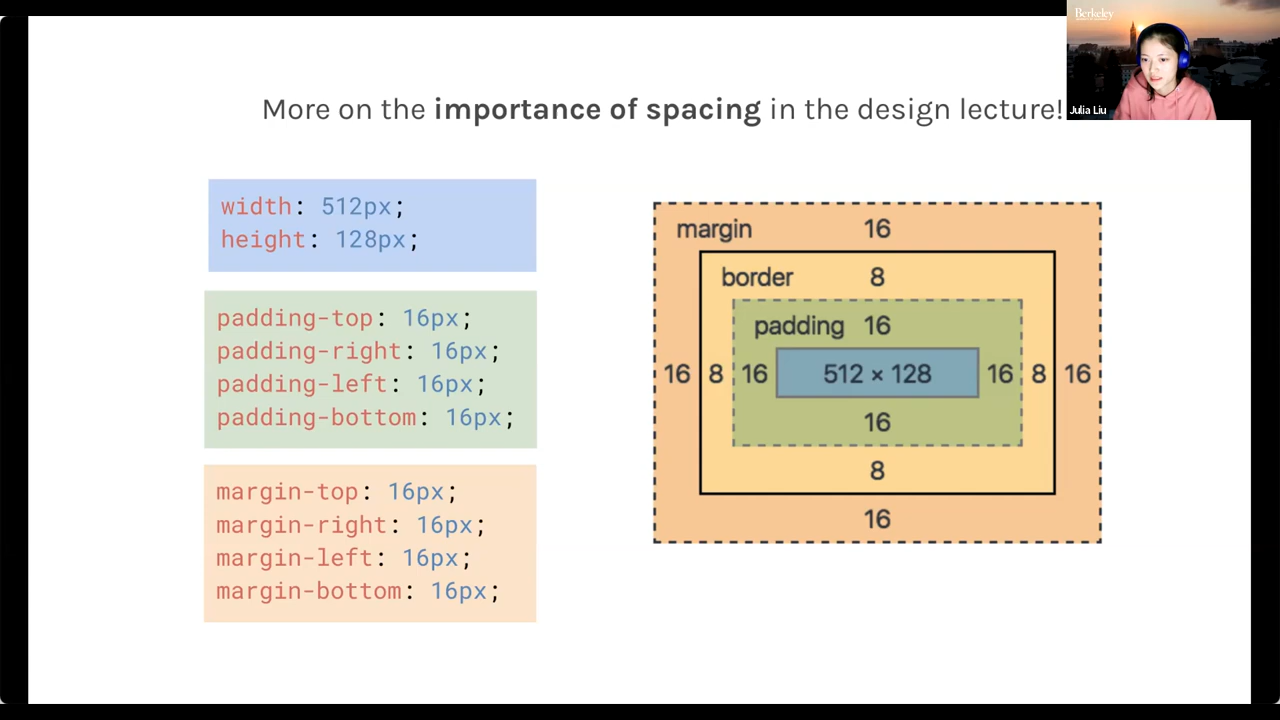 Berkeley
Julia Liu
More on the importance of spacing in the design lecture!
width: 512px;
height: 128px;
padding-top: 16px;
padding-right: 16px;
padding-left: 16px;
padding-bottom: 16px;
margin-top: 16px;
margin-right: 16px;
margin-left: 16px;
margin-bottom: 16px;
margin 16
border 8
padding 16
16 8 16 512 × 128 16 8 16
16
8
16